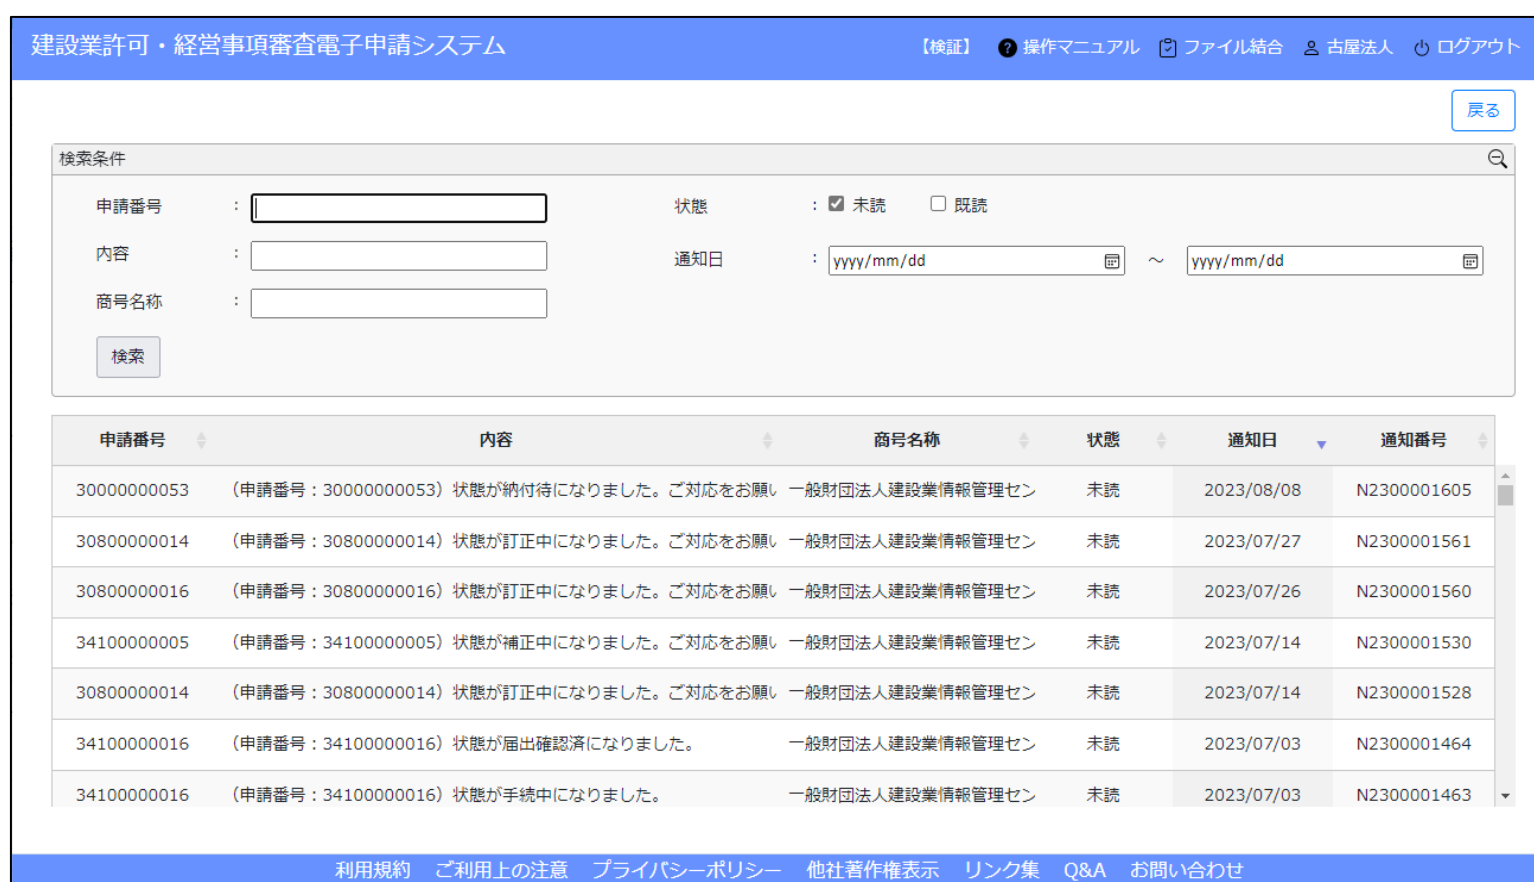 建設業許可・経営事項審査電子申請システム 【検証】 操作マニュアル ファイル結合 古屋法人 ログアウト
戻る
検索条件
申請番号 : 状態 : 未読 既読
内容 : 通知日 : yyyy/mm/dd ～ yyyy/mm/dd
商号名称 :
検索
申請番号 内容 商号名称 状態 通知日 通知番号
30000000053 （申請番号：30000000053）状態が納付待になりました。ご対応をお願い 一般財団法人建設業情報管理セン 未読 2023/08/08 N2300001605
30800000014 （申請番号：30800000014）状態が訂正中になりました。ご対応をお願い 一般財団法人建設業情報管理セン 未読 2023/07/27 N2300001561
30800000016 （申請番号：30800000016）状態が訂正中になりました。ご対応をお願い 一般財団法人建設業情報管理セン 未読 2023/07/26 N2300001560
34100000005 （申請番号：34100000005）状態が補正中になりました。ご対応をお願い 一般財団法人建設業情報管理セン 未読 2023/07/14 N2300001530
30800000014 （申請番号：30800000014）状態が訂正中になりました。ご対応をお願い 一般財団法人建設業情報管理セン 未読 2023/07/14 N2300001528
34100000016 （申請番号：34100000016）状態が届出確認済になりました。 一般財団法人建設業情報管理セン 未読 2023/07/03 N2300001464
34100000016 （申請番号：34100000016）状態が手続中になりました。 一般財団法人建設業情報管理セン 未読 2023/07/03 N2300001463
利用規約 ご利用上の注意 プライバシーポリシー 他社著作権表示 リンク集 Q&A お問い合わせ